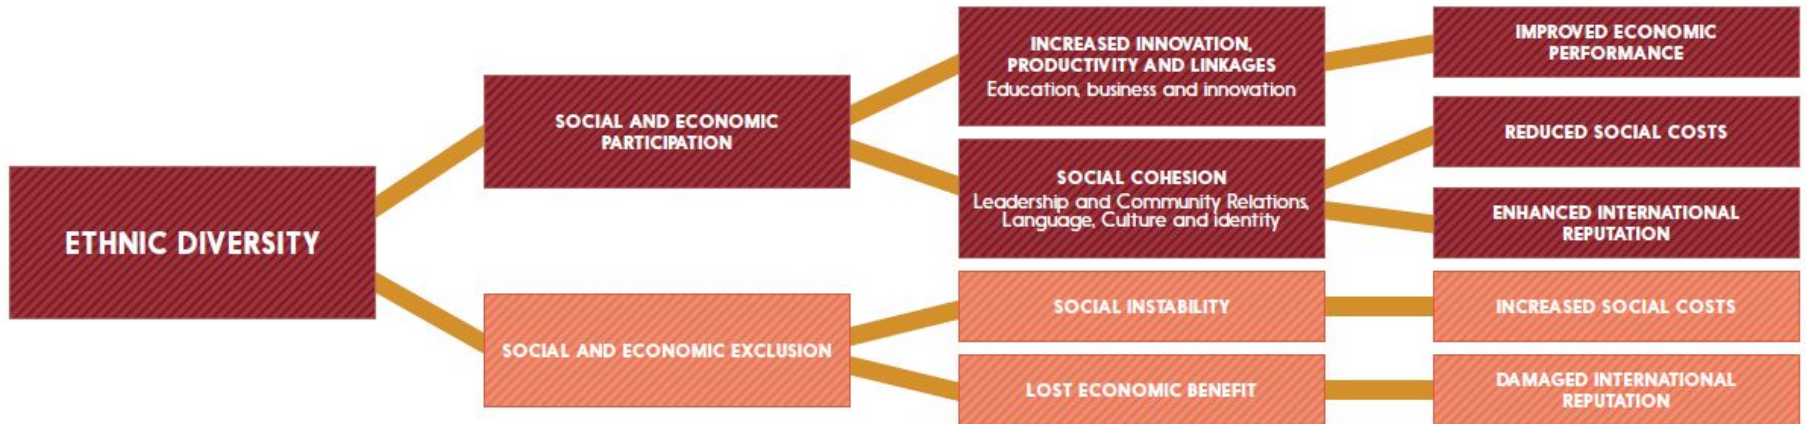 ETHNIC DIVERSITY
SOCIAL AND ECONOMIC
PARTICIPATION
SOCIAL AND ECONOMIC EXCLUSION
INCREASED INNOVATION,
PRODUCTIVITY AND LINKAGES
Education, business and innovation
SOCIAL COHESION
Leadership and Community Relations,
Language, Culture and identity
SOCIAL INSTABILITY
LOST ECONOMIC BENEFIT
IMPROVED ECONOMIC
PERFORMANCE
REDUCED SOCIAL COSTS
ENHANCED INTERNATIONAL
REPUTATION
INCREASED SOCIAL COSTS
DAMAGED INTERNATIONAL
REPUTATION